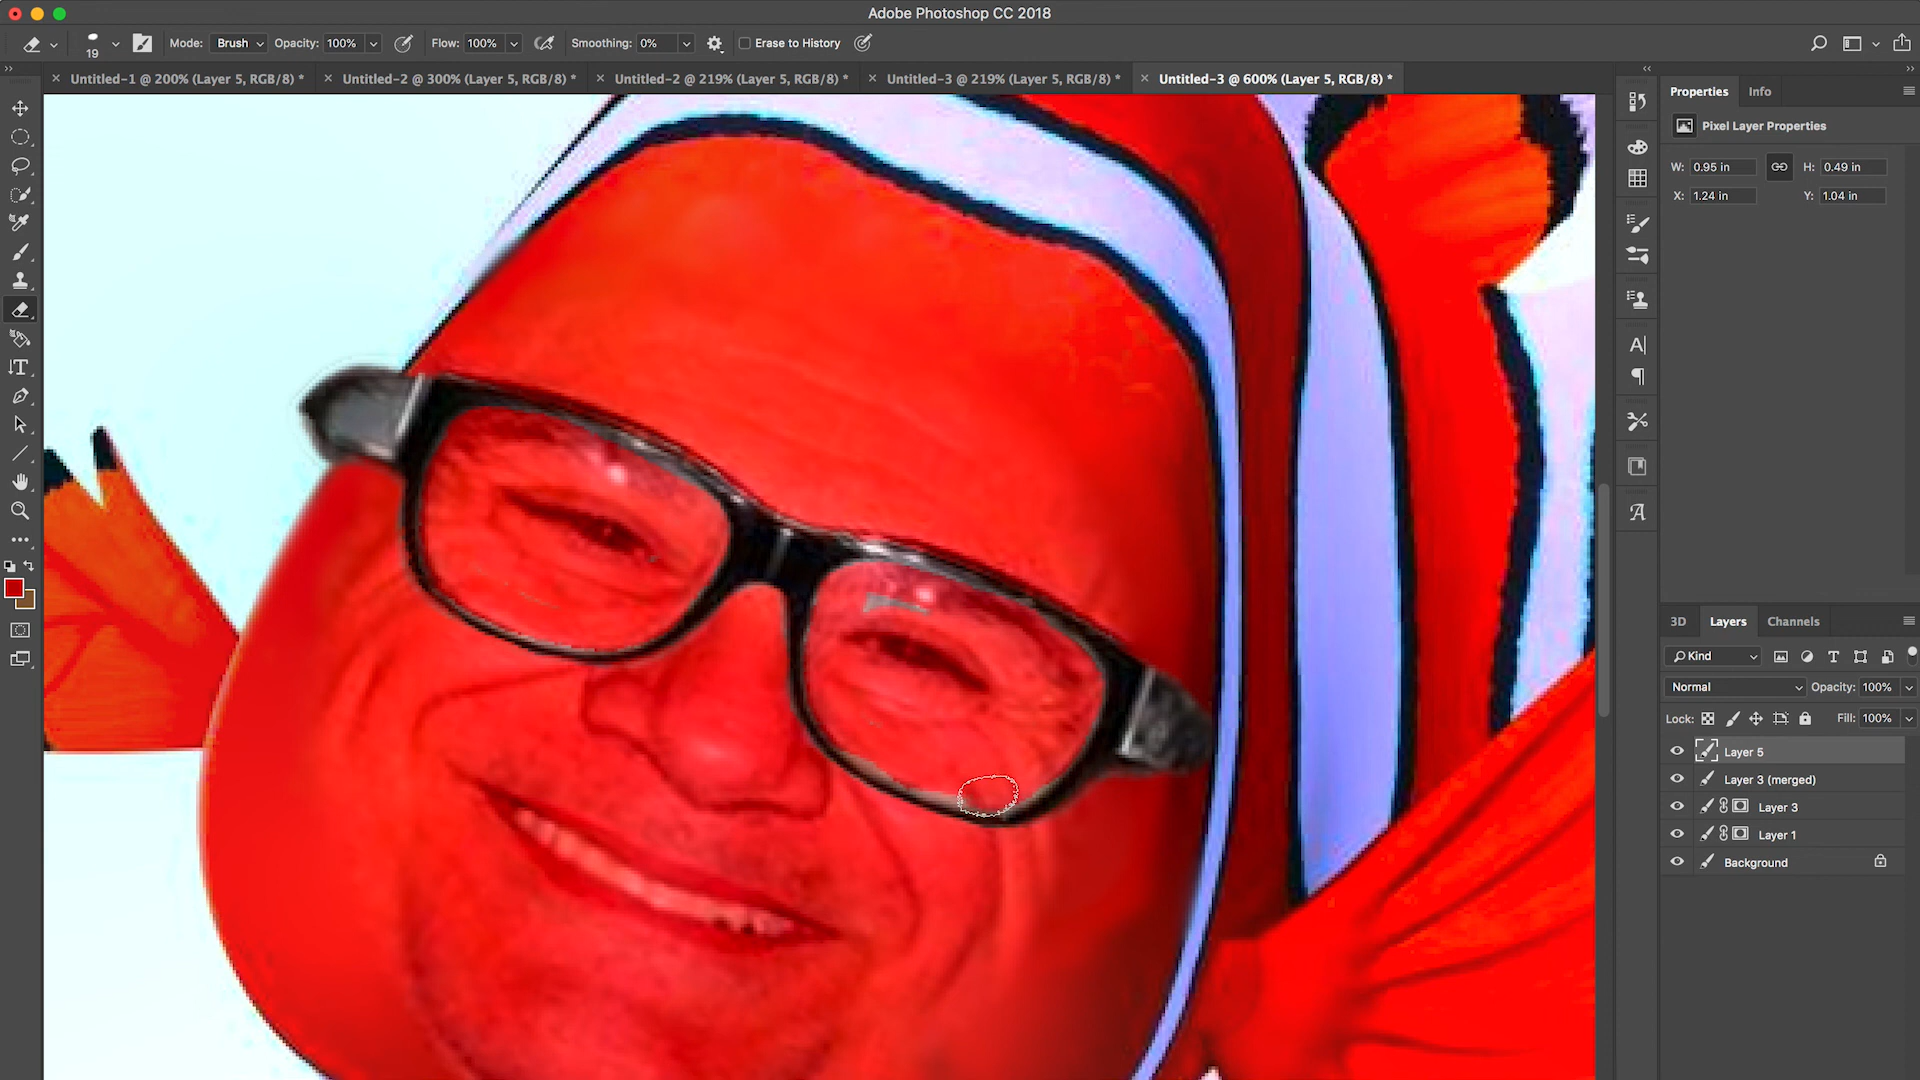 Adobe Photoshop CC 2018
19 Mode: Brush Opacity: 100% Flow: 100% Smoothing: 0% Erase to History
Untitled-1 @ 200% (Layer 5, RGB/8) * Untitled-2 @ 300% (Layer 5, RGB/8) * Untitled-2 @ 219% (Layer 5, RGB/8) * Untitled-3 @ 219% (Layer 5, RGB/8) * Untitled-3 @ 600% (Layer 5, RGB/8) *
Properties Info
Pixel Layer Properties
W: 0.95 in H: 0.49 in
X: 1.24 in Y: 1.04 in
3D Layers Channels
Kind
Normal Opacity: 100%
Lock: Fill: 100%
Layer 5
Layer 3 (merged)
Layer 3
Layer 1
Background